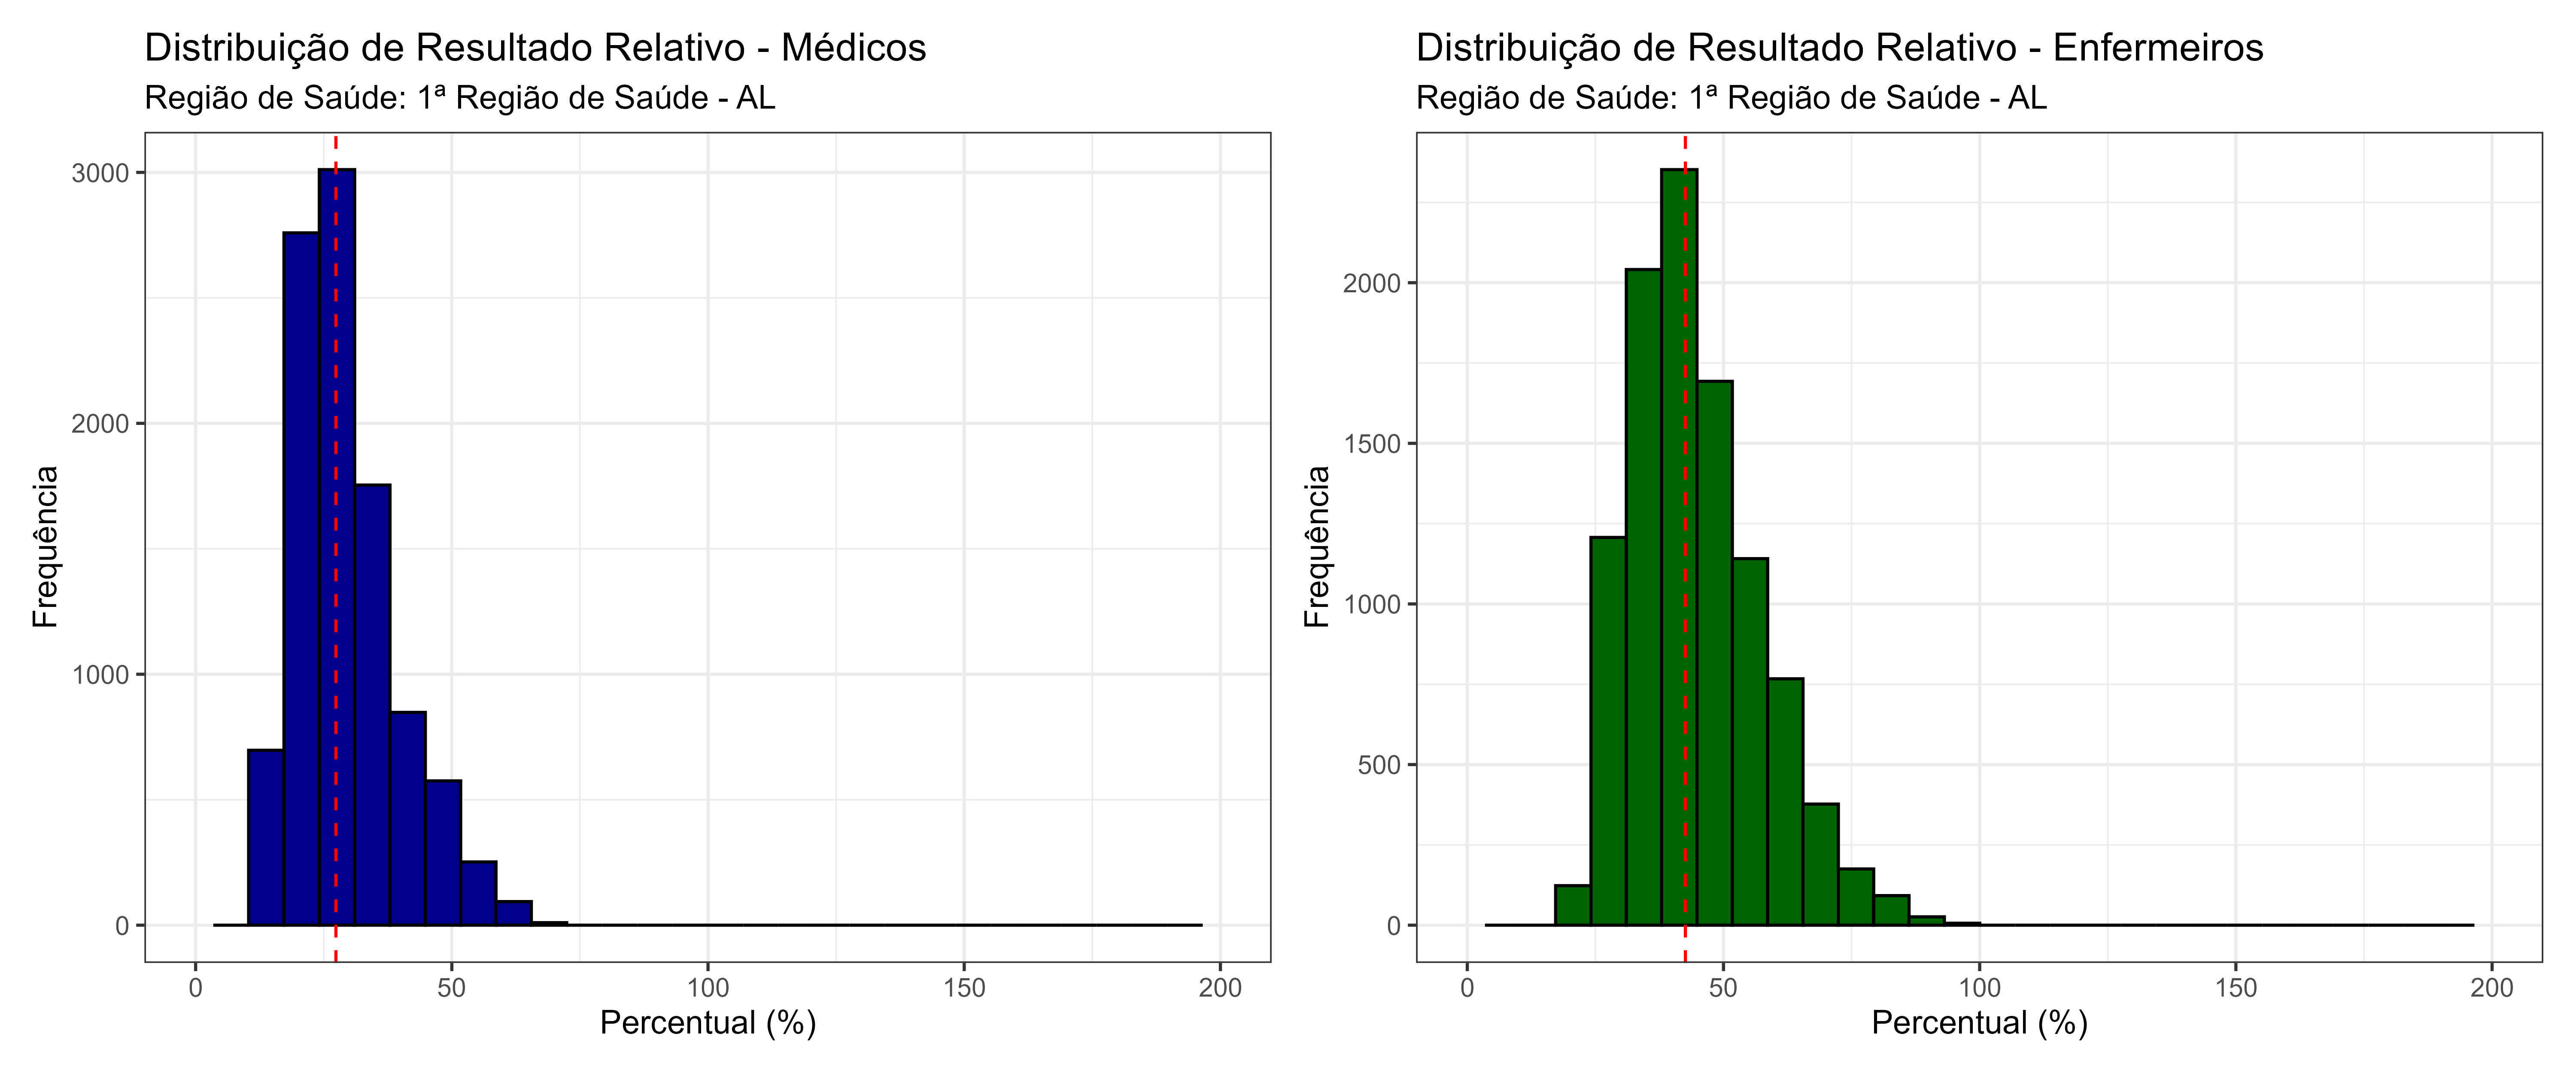 Distribuição de Resultado Relativo - Médicos
Região de Saúde: 1ª Região de Saúde - AL
3000
2000
1000
0
Frequência
0 50 100 150 200
Percentual (%)
Distribuição de Resultado Relativo - Enfermeiros
Região de Saúde: 1ª Região de Saúde - AL
2000
1500
1000
500
0
Frequência
0 50 100 150 200
Percentual (%)